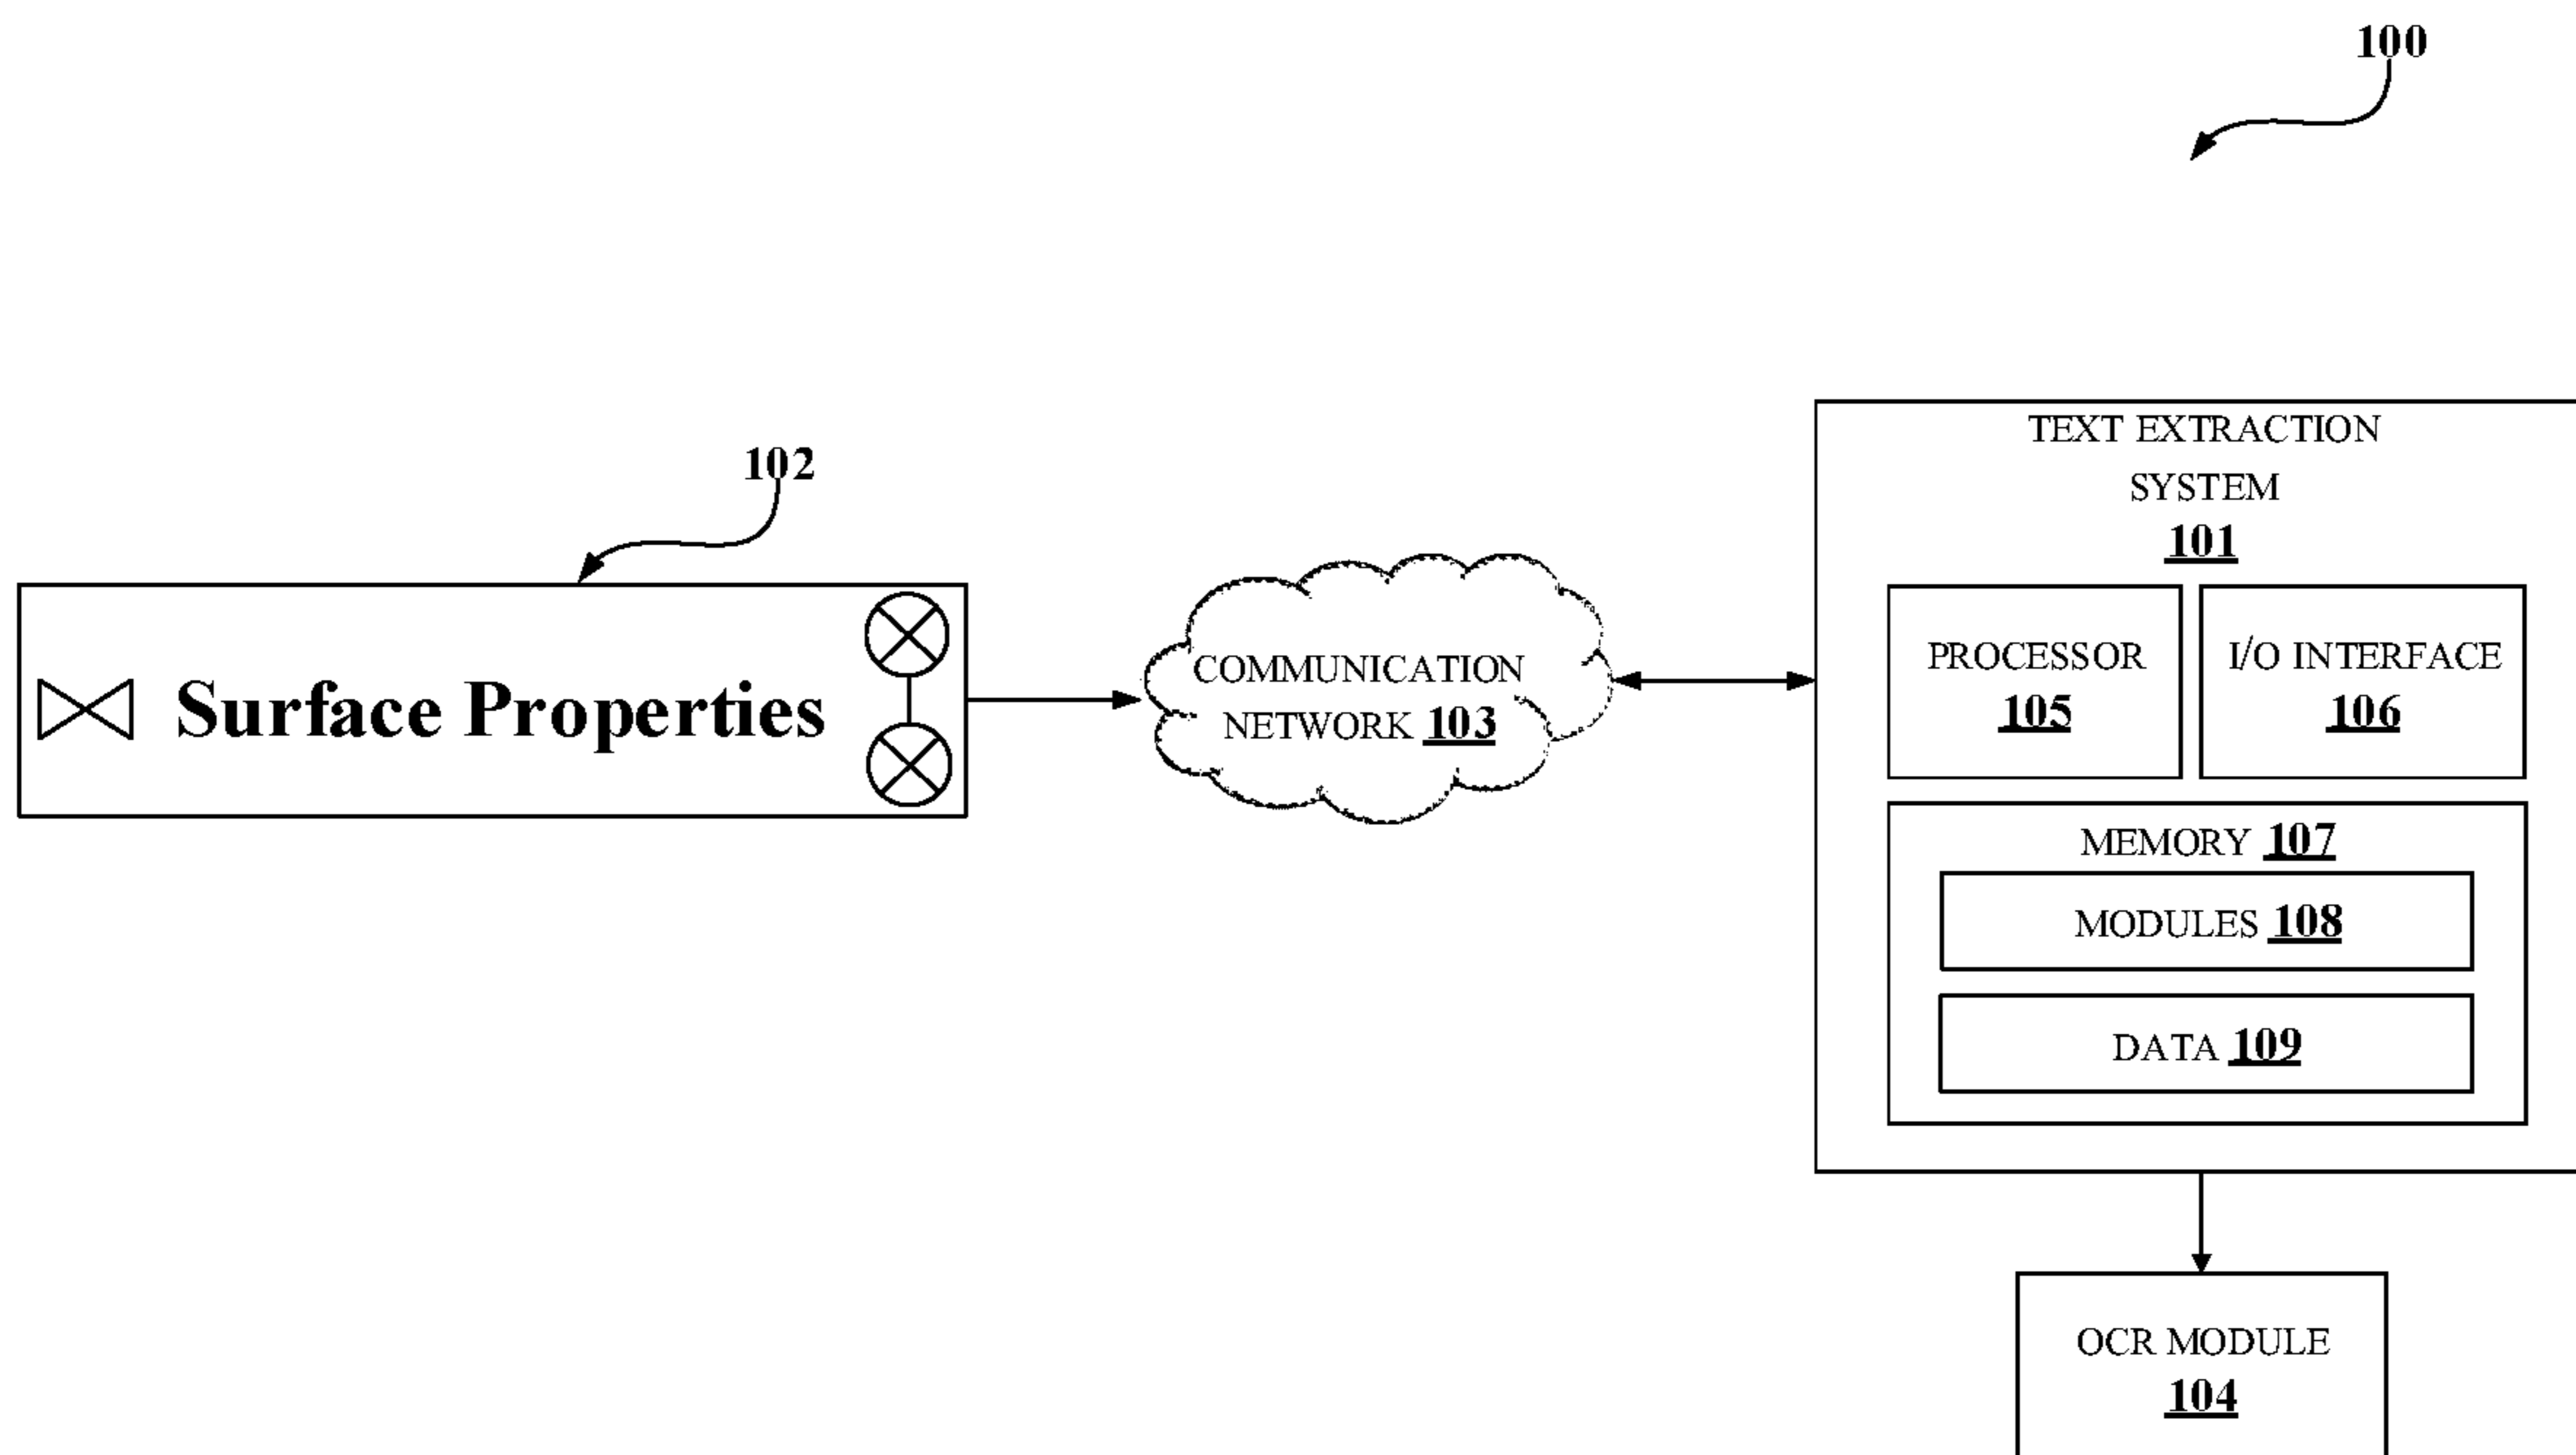 100
102
Surface Properties
COMMUNICATION
NETWORK 103
TEXT EXTRACTION
SYSTEM
101
PROCESSOR
105
I/O INTERFACE
106
MEMORY 107
MODULES 108
DATA 109
OCR MODULE
104